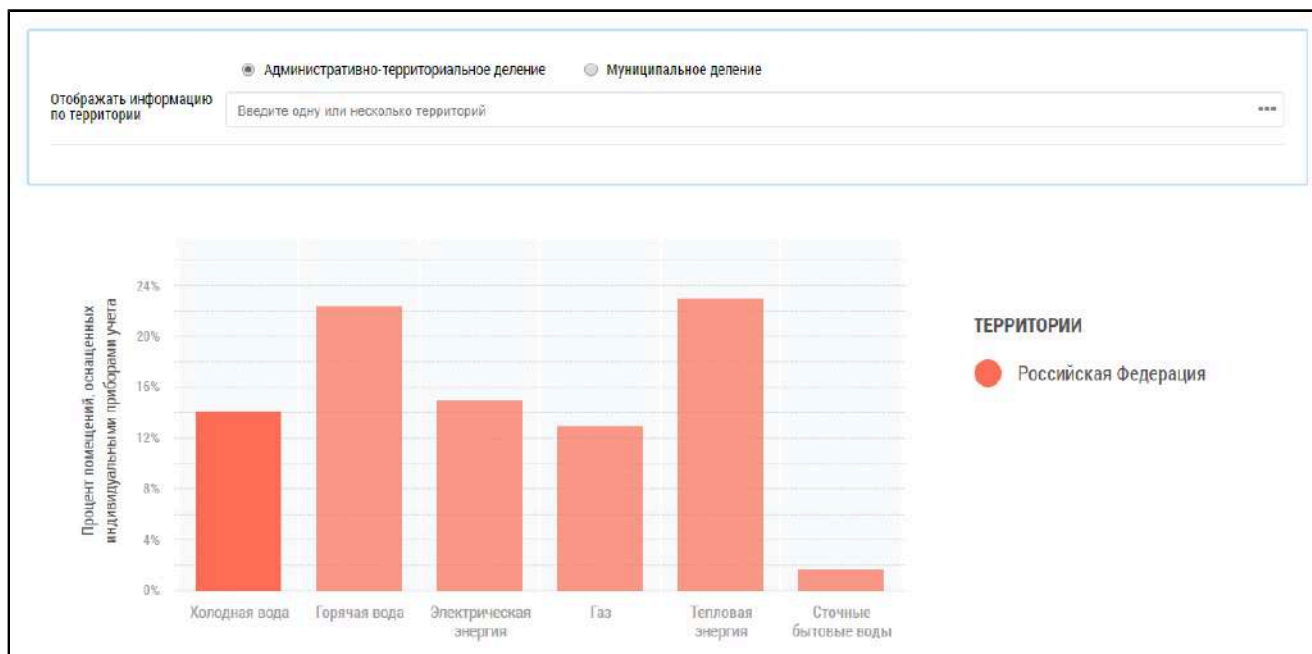 Административно-территориальное деление Муниципальное деление
Отображать информацию
по территории
Введите одну или несколько территорий
Процент помещений, оснащенных
индивидуальными приборами учета
24%
20%
16%
12%
8%
4%
0%
Холодная вода Горячая вода Электрическая Газ Тепловая Сточные
энергия энергия бытовые воды
ТЕРРИТОРИИ
Российская Федерация